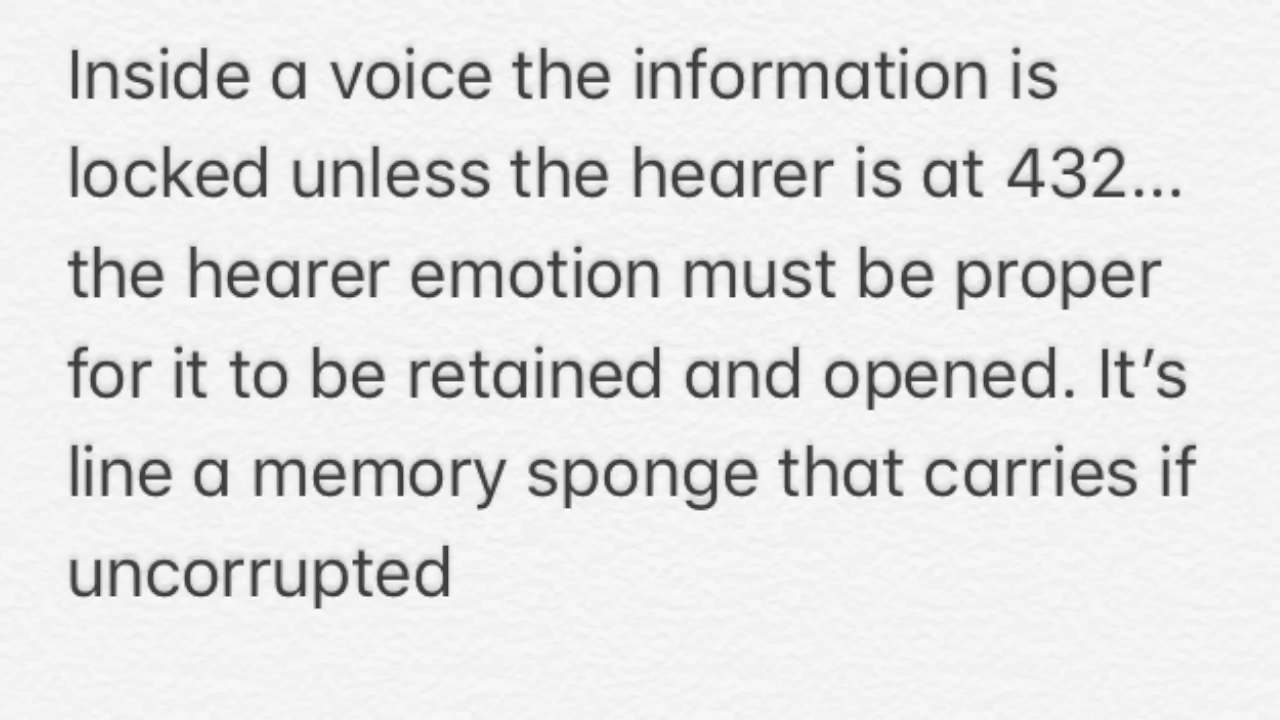 Inside a voice the information is
locked unless the hearer is at 432...
the hearer emotion must be proper
for it to be retained and opened. It’s
line a memory sponge that carries if
uncorrupted